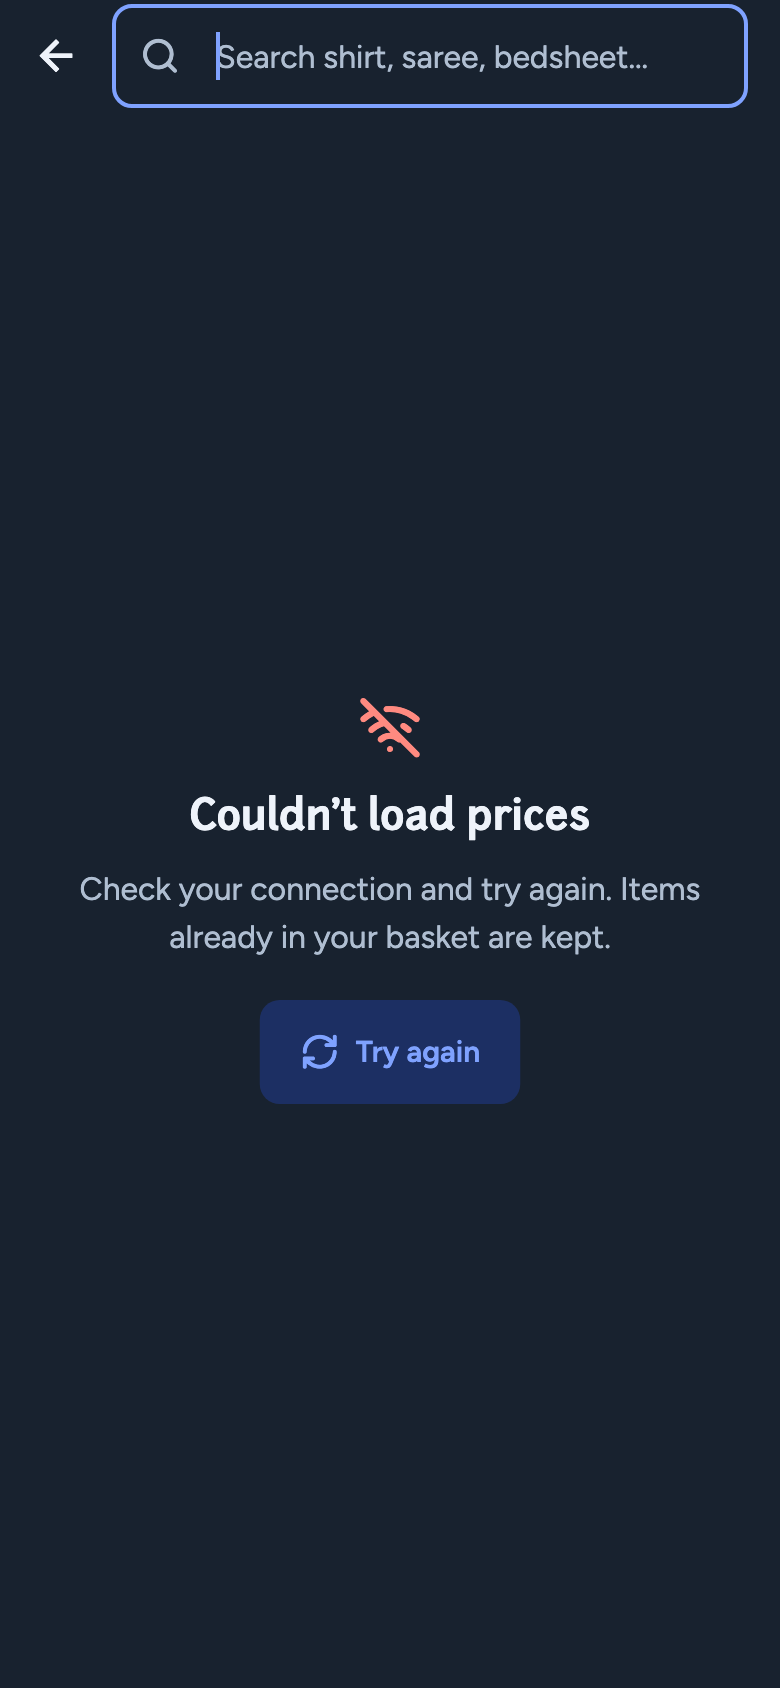 Search shirt, saree, bedsheet...
Couldn’t load prices
Check your connection and try again. Items
already in your basket are kept.
Try again